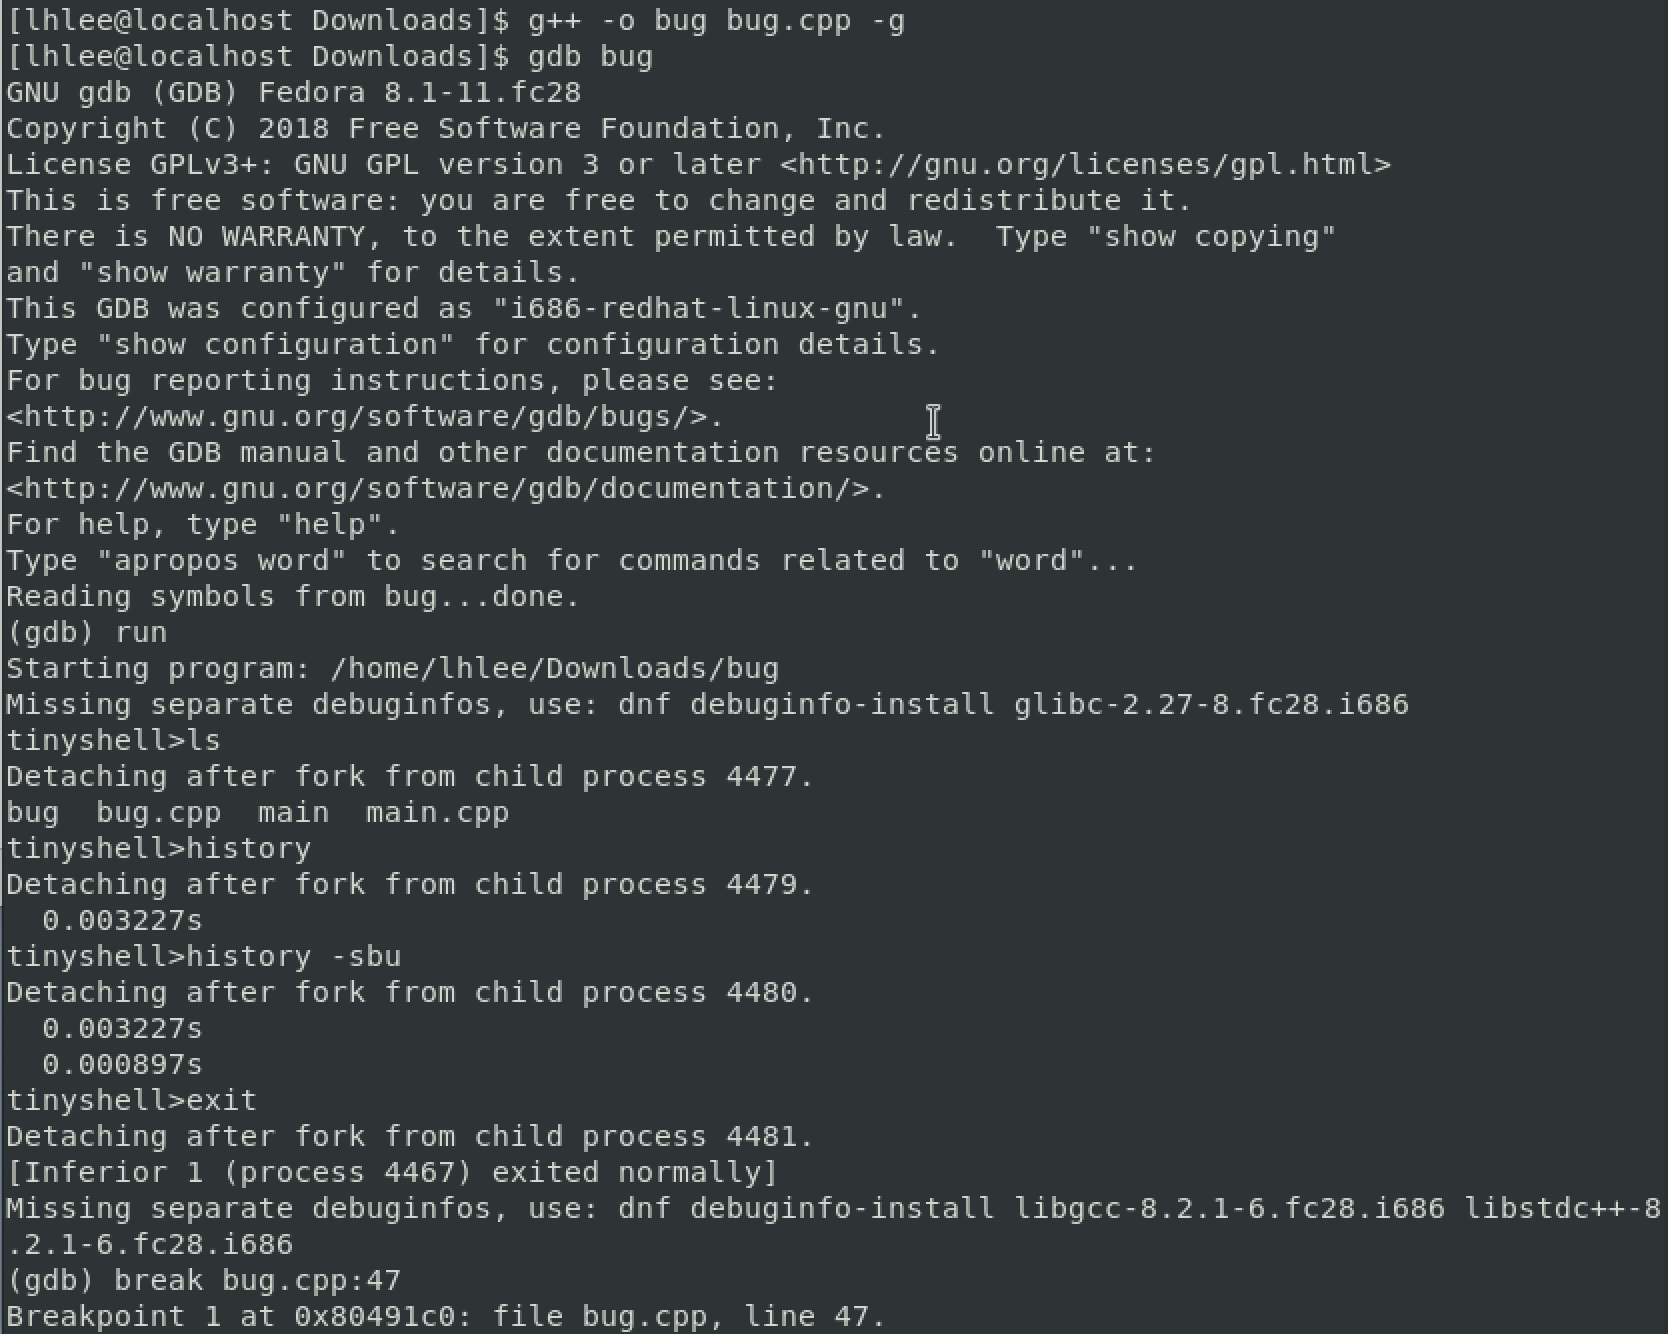 [lhlee@localhost Downloads]$ g++ -o bug bug.cpp -g
[lhlee@localhost Downloads]$ gdb bug
GNU gdb (GDB) Fedora 8.1-11.fc28
Copyright (C) 2018 Free Software Foundation, Inc.
License GPLv3+: GNU GPL version 3 or later <http://gnu.org/licenses/gpl.html>
This is free software: you are free to change and redistribute it.
There is NO WARRANTY, to the extent permitted by law.  Type "show copying"
and "show warranty" for details.
This GDB was configured as "i686-redhat-linux-gnu".
Type "show configuration" for configuration details.
For bug reporting instructions, please see:
<http://www.gnu.org/software/gdb/bugs/>.
Find the GDB manual and other documentation resources online at:
<http://www.gnu.org/software/gdb/documentation/>.
For help, type "help".
Type "apropos word" to search for commands related to "word"...
Reading symbols from bug...done.
(gdb) run
Starting program: /home/lhlee/Downloads/bug
Missing separate debuginfos, use: dnf debuginfo-install glibc-2.27-8.fc28.i686
tinyshell>ls
Detaching after fork from child process 4477.
bug  bug.cpp  main  main.cpp
tinyshell>history
Detaching after fork from child process 4479.
  0.003227s
tinyshell>history -sbu
Detaching after fork from child process 4480.
  0.003227s
  0.000897s
tinyshell>exit
Detaching after fork from child process 4481.
[Inferior 1 (process 4467) exited normally]
Missing separate debuginfos, use: dnf debuginfo-install libgcc-8.2.1-6.fc28.i686 libstdc++-8
.2.1-6.fc28.i686
(gdb) break bug.cpp:47
Breakpoint 1 at 0x80491c0: file bug.cpp, line 47.